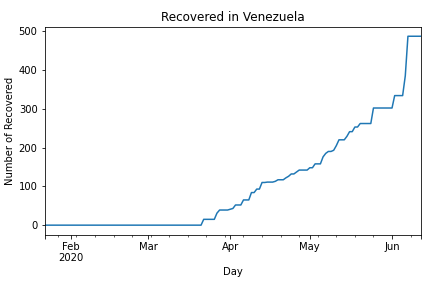 Recovered in Venezuela
Number of Recovered
500
400
300
200
100
0
Feb
2020
Mar
Apr
May
Jun
Day